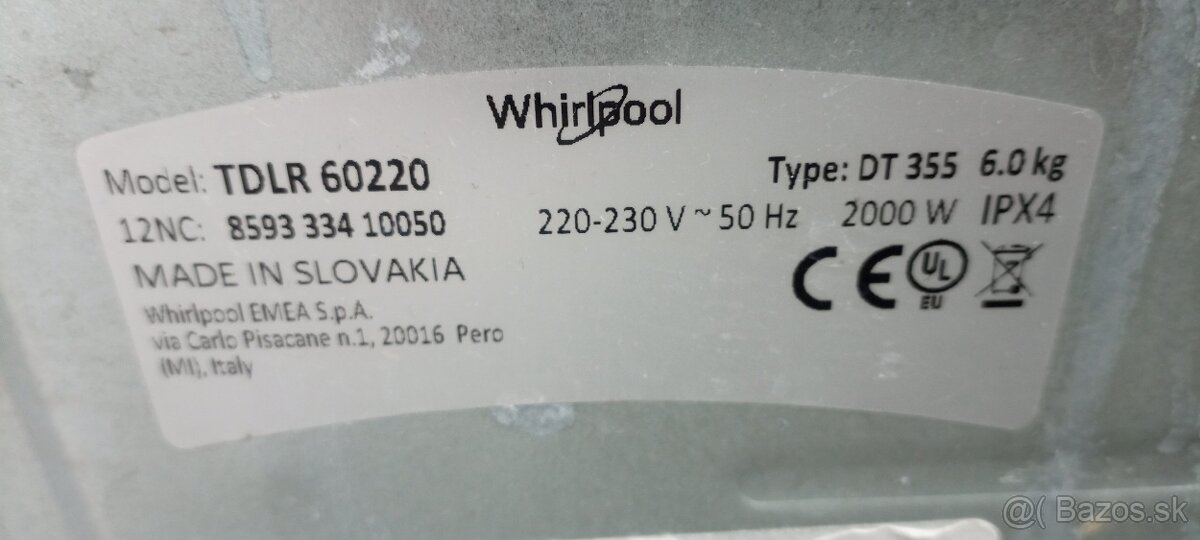 Whirlpool
Model: TDLR 60220
Type: DT 355 6.0 kg
12NC: 8593 334 10050
220-230 V ~ 50 Hz 2000 W IPX4
MADE IN SLOVAKIA
CE UL
EU
Whirlpool EMEA S.p.A.
via Carlo Pisacane n.1, 20016 Pero
(MI), Italy
@( Bazos.sk